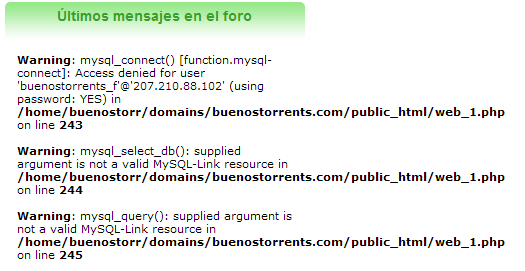 Últimos mensajes en el foro
Warning: mysql_connect() [function.mysql-
connect]: Access denied for user
'buenostorrents_f'@'207.210.88.102' (using
password: YES) in
/home/buenostorr/domains/buenostorrents.com/public_html/web_1.php
on line 243
Warning: mysql_select_db(): supplied
argument is not a valid MySQL-Link resource in
/home/buenostorr/domains/buenostorrents.com/public_html/web_1.php
on line 244
Warning: mysql_query(): supplied argument is
not a valid MySQL-Link resource in
/home/buenostorr/domains/buenostorrents.com/public_html/web_1.php
on line 245